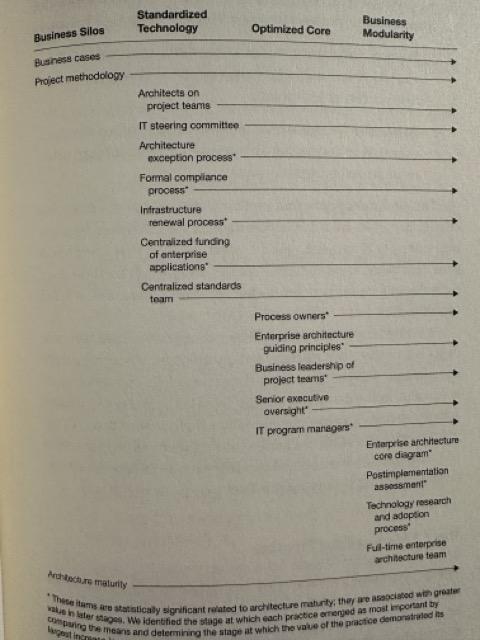 Business Silos
Standardized
Technology
Optimized Core
Business
Modularity
Business cases
Project methodology
Architects on
project teams
IT steering committee
Architecture
exception process*
Formal compliance
process*
Infrastructure
renewal process*
Centralized funding
of enterprise
applications*
Centralized standards
team
Process owners*
Enterprise architecture
guiding principles*
Business leadership of
project teams*
Senior executive
oversight*
IT program managers*
Enterprise architecture
core diagram*
Postimplementation
assessment*
Technology research
and adoption
process*
Full-time enterprise
architecture team
Architecture maturity
* These items are statistically significant related to architecture maturity; they are associated with greater
value in later stages. We identified the stage at which each practice emerged as most important by
comparing the means and determining the stage at which the value of the practice demonstrated its
largest